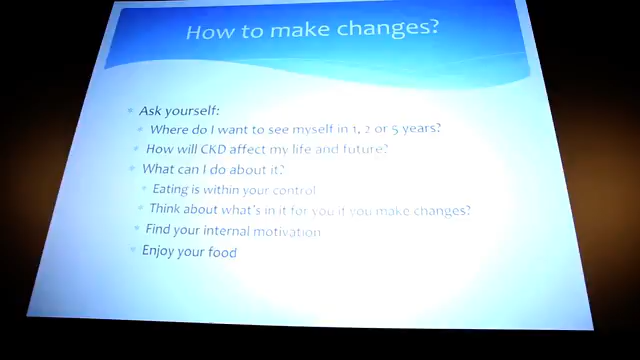 How to make changes?
Ask yourself:
Where do I want to see myself in 1, 2 or 5 years?
How will CKD affect my life and future?
What can I do about it?
Eating is within your control
Think about what's in it for you if you make changes?
Find your internal motivation
Enjoy your food